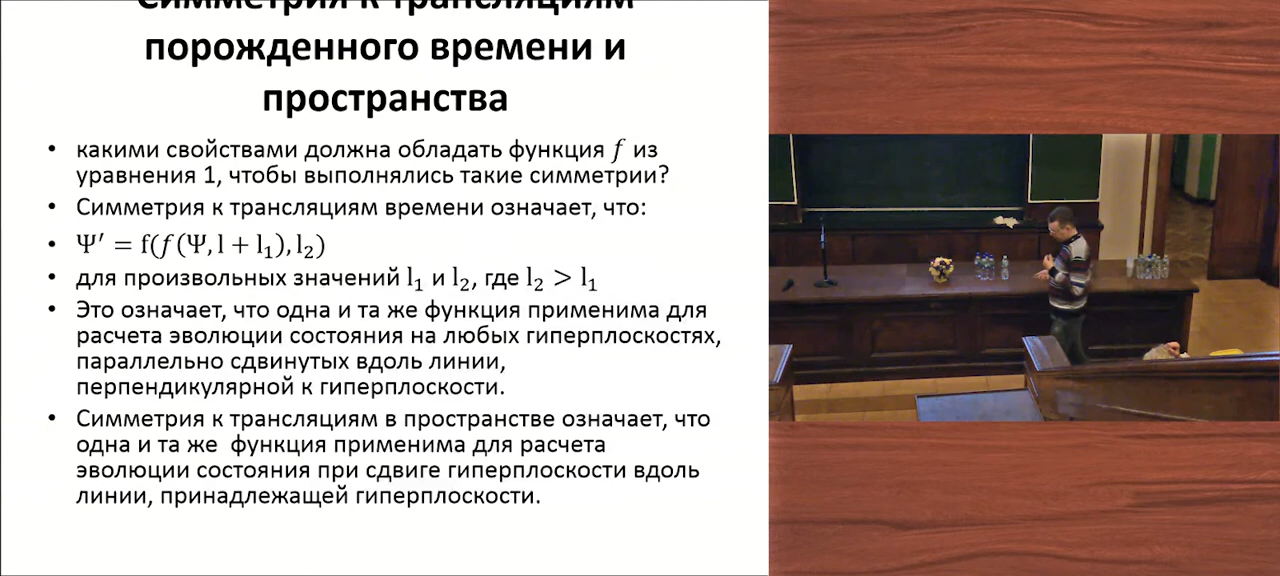 Симметрия к трансляциям
порожденного времени и
пространства
• какими свойствами должна обладать функция f из
уравнения 1, чтобы выполнялись такие симметрии?
• Симметрия к трансляциям времени означает, что:
• Ψ′ = f(f(Ψ, l + l₁), l₂)
• для произвольных значений l₁ и l₂, где l₂ > l₁
• Это означает, что одна и та же функция применима для
расчета эволюции состояния на любых гиперплоскостях,
параллельно сдвинутых вдоль линии,
перпендикулярной к гиперплоскости.
• Симметрия к трансляциям в пространстве означает, что
одна и та же функция применима для расчета
эволюции состояния при сдвиге гиперплоскости вдоль
линии, принадлежащей гиперплоскости.